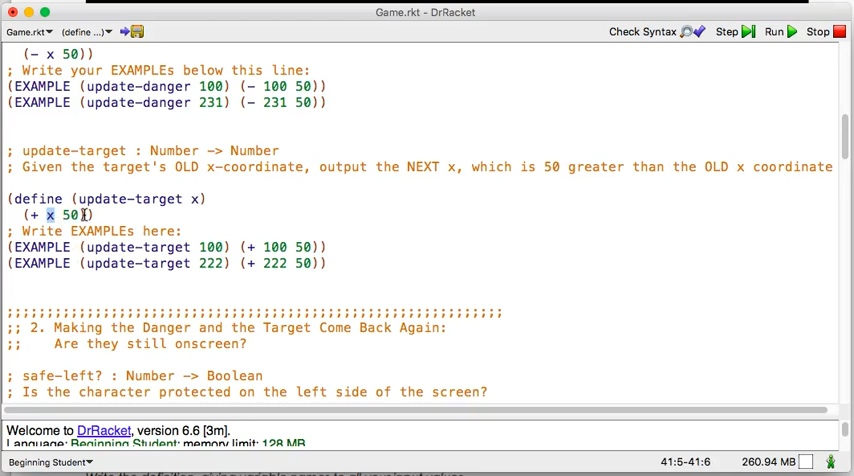 Game.rkt - DrRacket
Game.rkt▾ (define ...)▾ Check Syntax Step Run Stop
(- x 50))
; Write your EXAMPLEs below this line:
(EXAMPLE (update-danger 100) (- 100 50))
(EXAMPLE (update-danger 231) (- 231 50))
; update-target : Number -> Number
; Given the target's OLD x-coordinate, output the NEXT x, which is 50 greater than the OLD x coordinate
(define (update-target x)
(+ x 50))
; Write EXAMPLEs here:
(EXAMPLE (update-target 100) (+ 100 50))
(EXAMPLE (update-target 222) (+ 222 50))
;;;;;;;;;;;;;;;;;;;;;;;;;;;;;;;;;;;;;;;;;;;;;;;;;;;;;;;;;;;;;;
;; 2. Making the Danger and the Target Come Back Again:
;; Are they still onscreen?
; safe-left? : Number -> Boolean
; Is the character protected on the left side of the screen?
Welcome to DrRacket, version 6.6 [3m].
Language: Beginning Student; memory limit: 128 MB.
Beginning Student▾ 41:5-41:6 260.94 MB